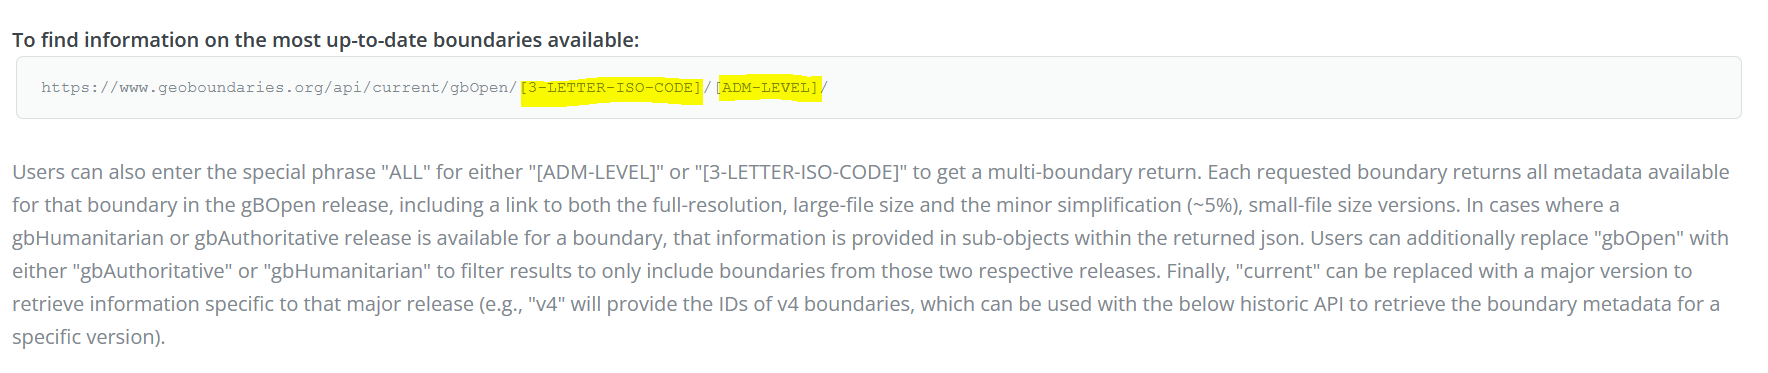 To find information on the most up-to-date boundaries available:
https://www.geoboundaries.org/api/current/gbOpen/[3-LETTER-ISO-CODE]/[ADM-LEVEL]/
Users can also enter the special phrase "ALL" for either "[ADM-LEVEL]" or "[3-LETTER-ISO-CODE]" to get a multi-boundary return. Each requested boundary returns all metadata available
for that boundary in the gBOpen release, including a link to both the full-resolution, large-file size and the minor simplification (~5%), small-file size versions. In cases where a
gbHumanitarian or gbAuthoritative release is available for a boundary, that information is provided in sub-objects within the returned json. Users can additionally replace "gbOpen" with
either "gbAuthoritative" or "gbHumanitarian" to filter results to only include boundaries from those two respective releases. Finally, "current" can be replaced with a major version to
retrieve information specific to that major release (e.g., "v4" will provide the IDs of v4 boundaries, which can be used with the below historic API to retrieve the boundary metadata for a
specific version).